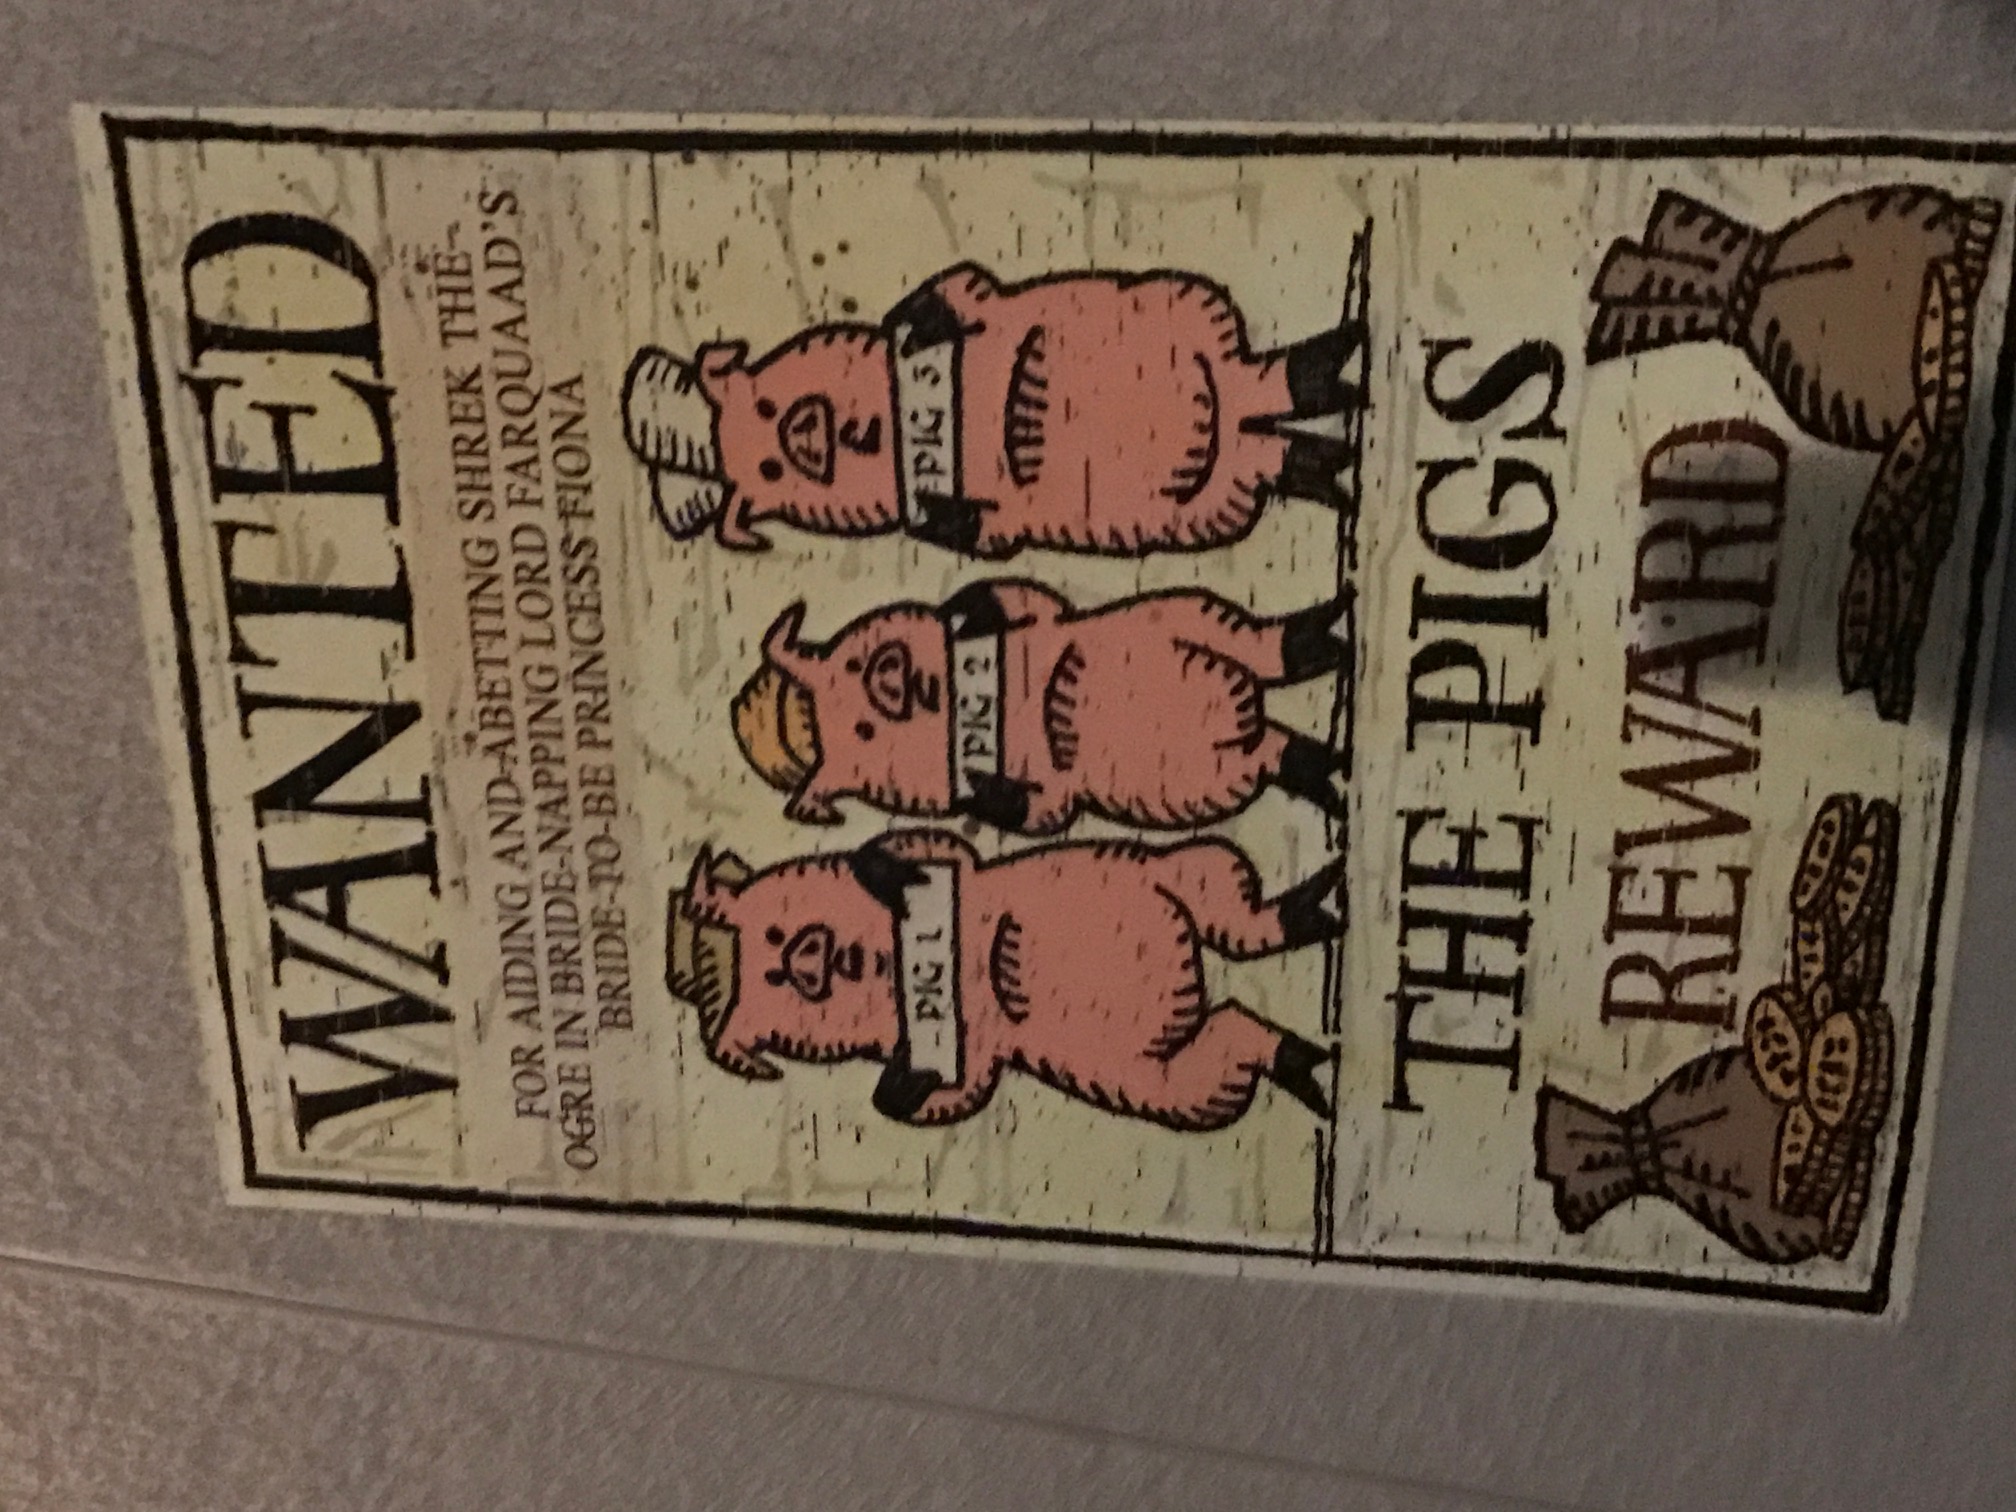 WANTED
FOR AIDING AND ABETTING SHREK THE
OGRE IN BRIDE-NAPPING LORD FARQUAAD'S
BRIDE-TO-BE PRINCESS FIONA
PIG 1 PIG 2 PIG 3
THE PIGS
REWARD